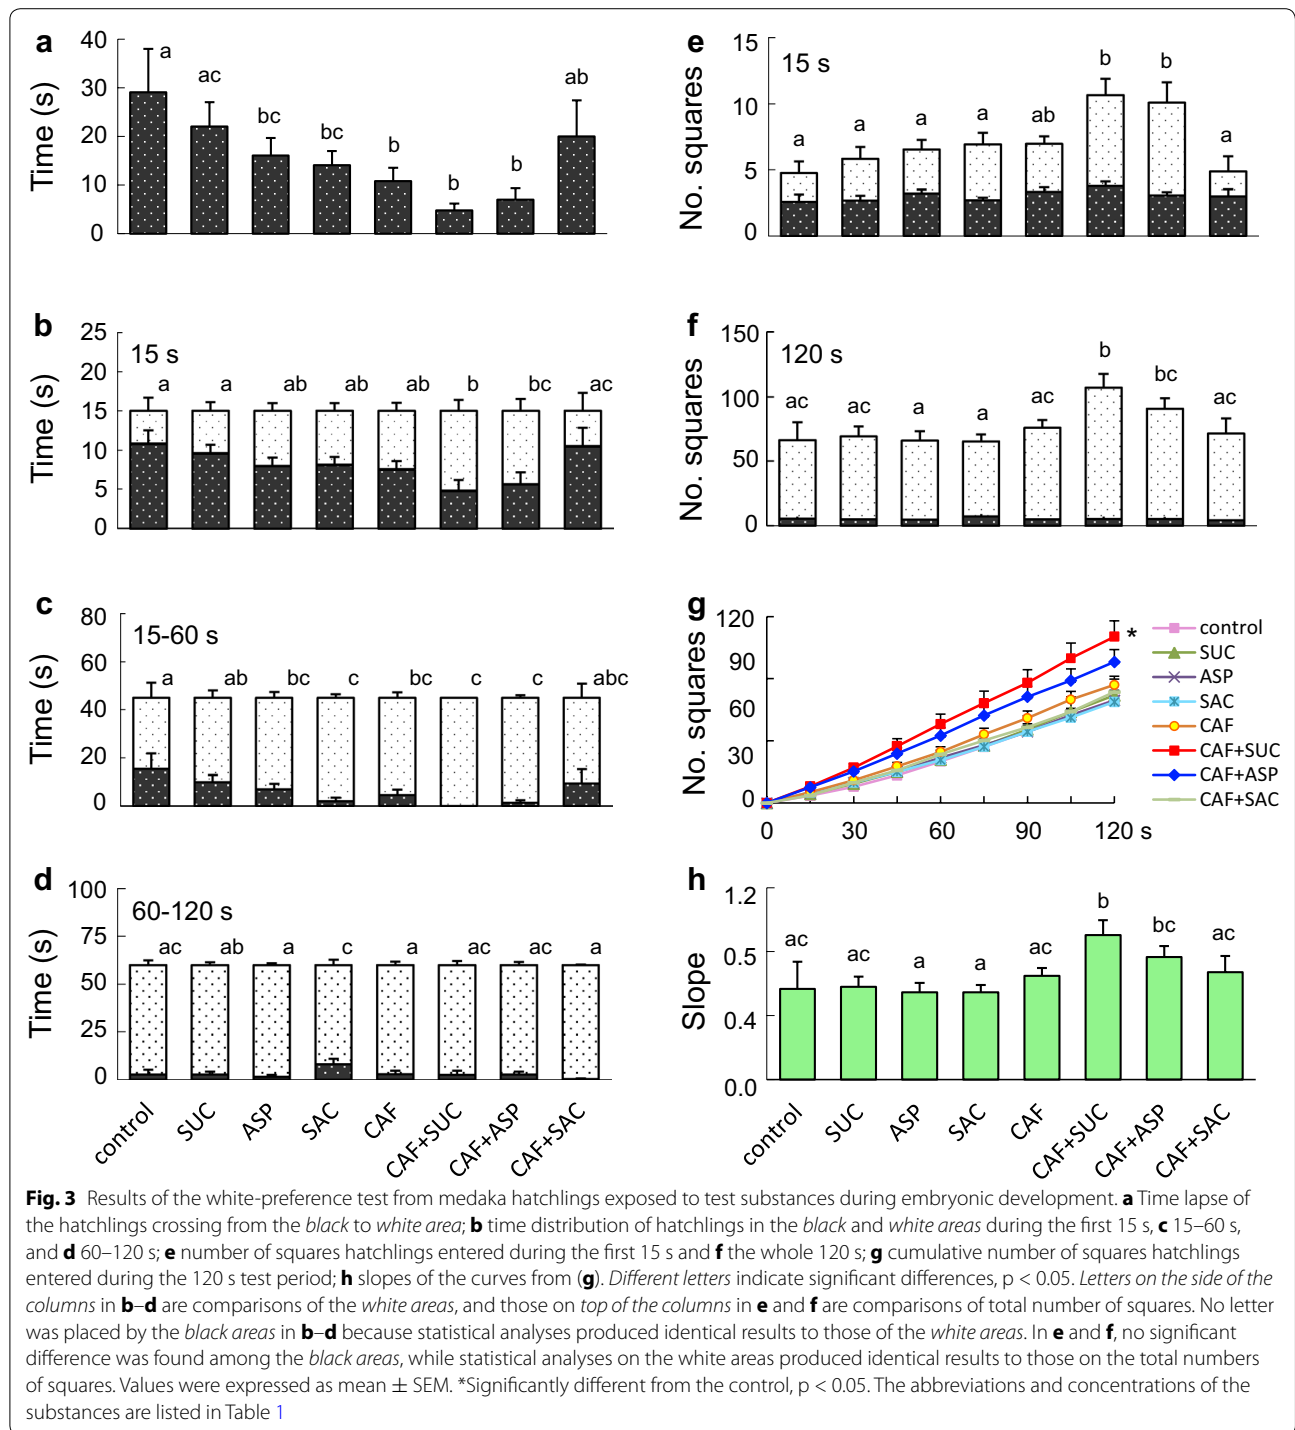 a
40
30
20
10
0
Time (s)
a
ac
bc
bc
b
b
b
ab
b
25
20
15
10
5
0
Time (s)
15 s
a
a
ab
ab
ab
b
bc
ac
c
80
60
40
20
0
Time (s)
15-60 s
a
ab
bc
c
bc
c
c
abc
d
100
75
50
25
0
Time (s)
60-120 s
ac
ab
a
c
a
ac
ac
a
control
SUC
ASP
SAC
CAF
CAF+SUC
CAF+ASP
CAF+SAC
e
15
10
5
0
No. squares
15 s
a
a
a
a
ab
b
b
a
f
150
100
50
0
No. squares
120 s
ac
ac
a
a
ac
b
bc
ac
g
120
90
60
30
0
No. squares
0
30
60
90
120 s
*
control
SUC
ASP
SAC
CAF
CAF+SUC
CAF+ASP
CAF+SAC
h
1.2
0.5
0.4
0.0
Slope
ac
ac
a
a
ac
b
bc
ac
control
SUC
ASP
SAC
CAF
CAF+SUC
CAF+ASP
CAF+SAC
Fig. 3 Results of the white-preference test from medaka hatchlings exposed to test substances during embryonic development. a Time lapse of
the hatchlings crossing from the black to white area; b time distribution of hatchlings in the black and white areas during the first 15 s, c 15–60 s,
and d 60–120 s; e number of squares hatchlings entered during the first 15 s and f the whole 120 s; g cumulative number of squares hatchlings
entered during the 120 s test period; h slopes of the curves from (g). Different letters indicate significant differences, p < 0.05. Letters on the side of the
columns in b–d are comparisons of the white areas, and those on top of the columns in e and f are comparisons of total number of squares. No letter
was placed by the black areas in b–d because statistical analyses produced identical results to those of the white areas. In e and f, no significant
difference was found among the black areas, while statistical analyses on the white areas produced identical results to those on the total numbers
of squares. Values were expressed as mean ± SEM. *Significantly different from the control, p < 0.05. The abbreviations and concentrations of the
substances are listed in Table 1